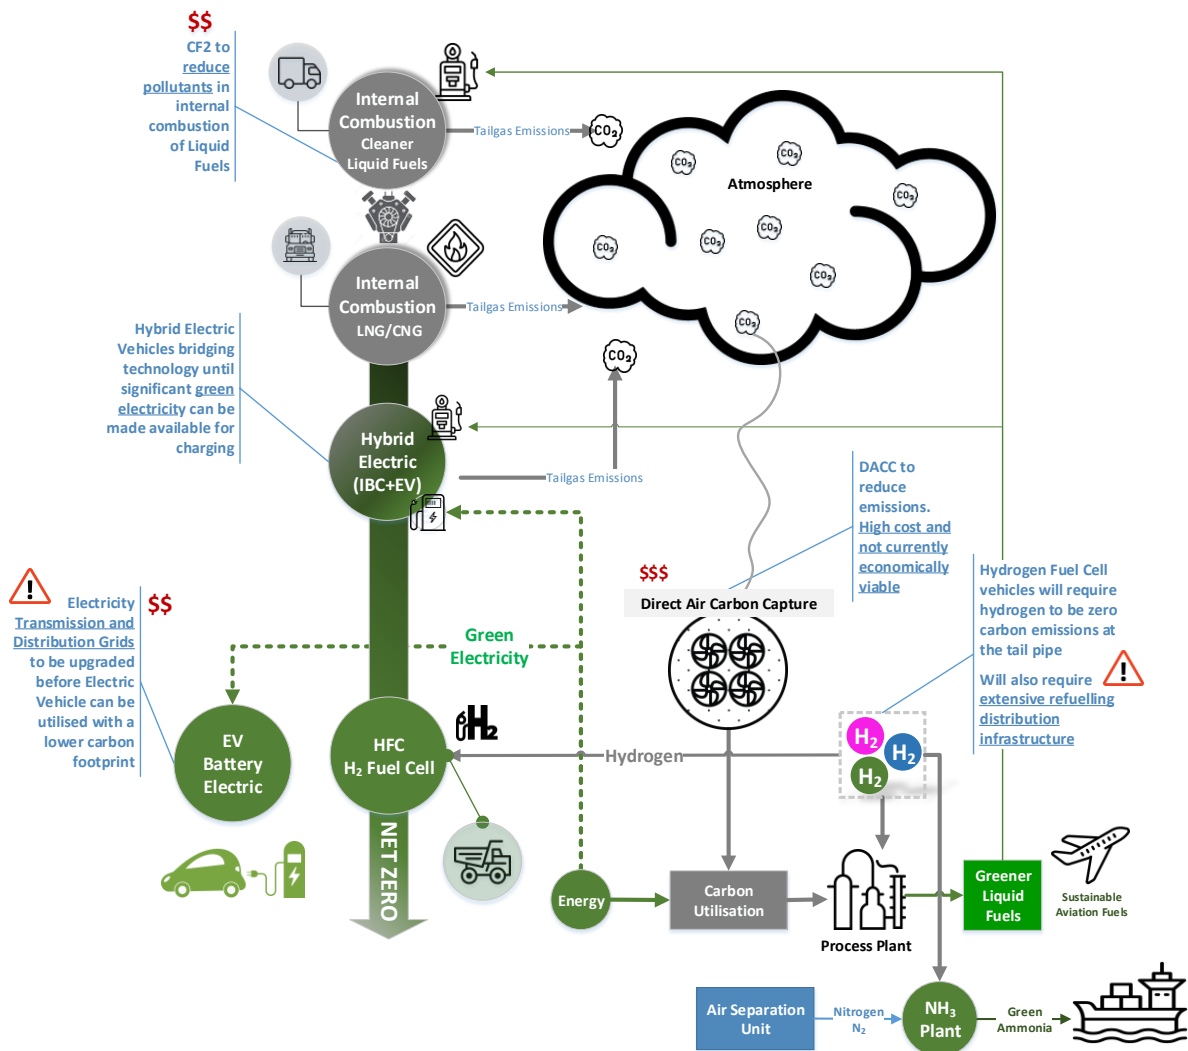 $$
CF2 to
reduce
pollutants in
internal
combustion
of Liquid
Fuels
Internal
Combustion
Cleaner
Liquid Fuels
Tailgas Emissions
CO2
Atmosphere
CO2
CO2
CO2
CO2
CO2
CO2
CO2
CO2
Internal
Combustion
LNG/CNG
Tailgas Emissions
CO2
Hybrid Electric
Vehicles bridging
technology until
significant green
electricity can be
made available for
charging
Hybrid
Electric
(IBC+EV)
Tailgas Emissions
DACC to
reduce
emissions.
High cost and
not currently
economically
viable
$$$
Direct Air Carbon Capture
Hydrogen Fuel Cell
vehicles will require
hydrogen to be zero
carbon emissions at
the tail pipe
Will also require
extensive refuelling
distribution
infrastructure
!
!
Electricity
Transmission and
Distribution Grids
to be upgraded
before Electric
Vehicle can be
utilised with a
lower carbon
footprint
$$
Green
Electricity
EV
Battery
Electric
HFC
H₂ Fuel Cell
H2
Hydrogen
H₂
H₂
H₂
NET ZERO
Energy
Carbon
Utilisation
Process Plant
Greener
Liquid
Fuels
Sustainable
Aviation Fuels
Air Separation
Unit
Nitrogen
N₂
NH₃
Plant
Green
Ammonia